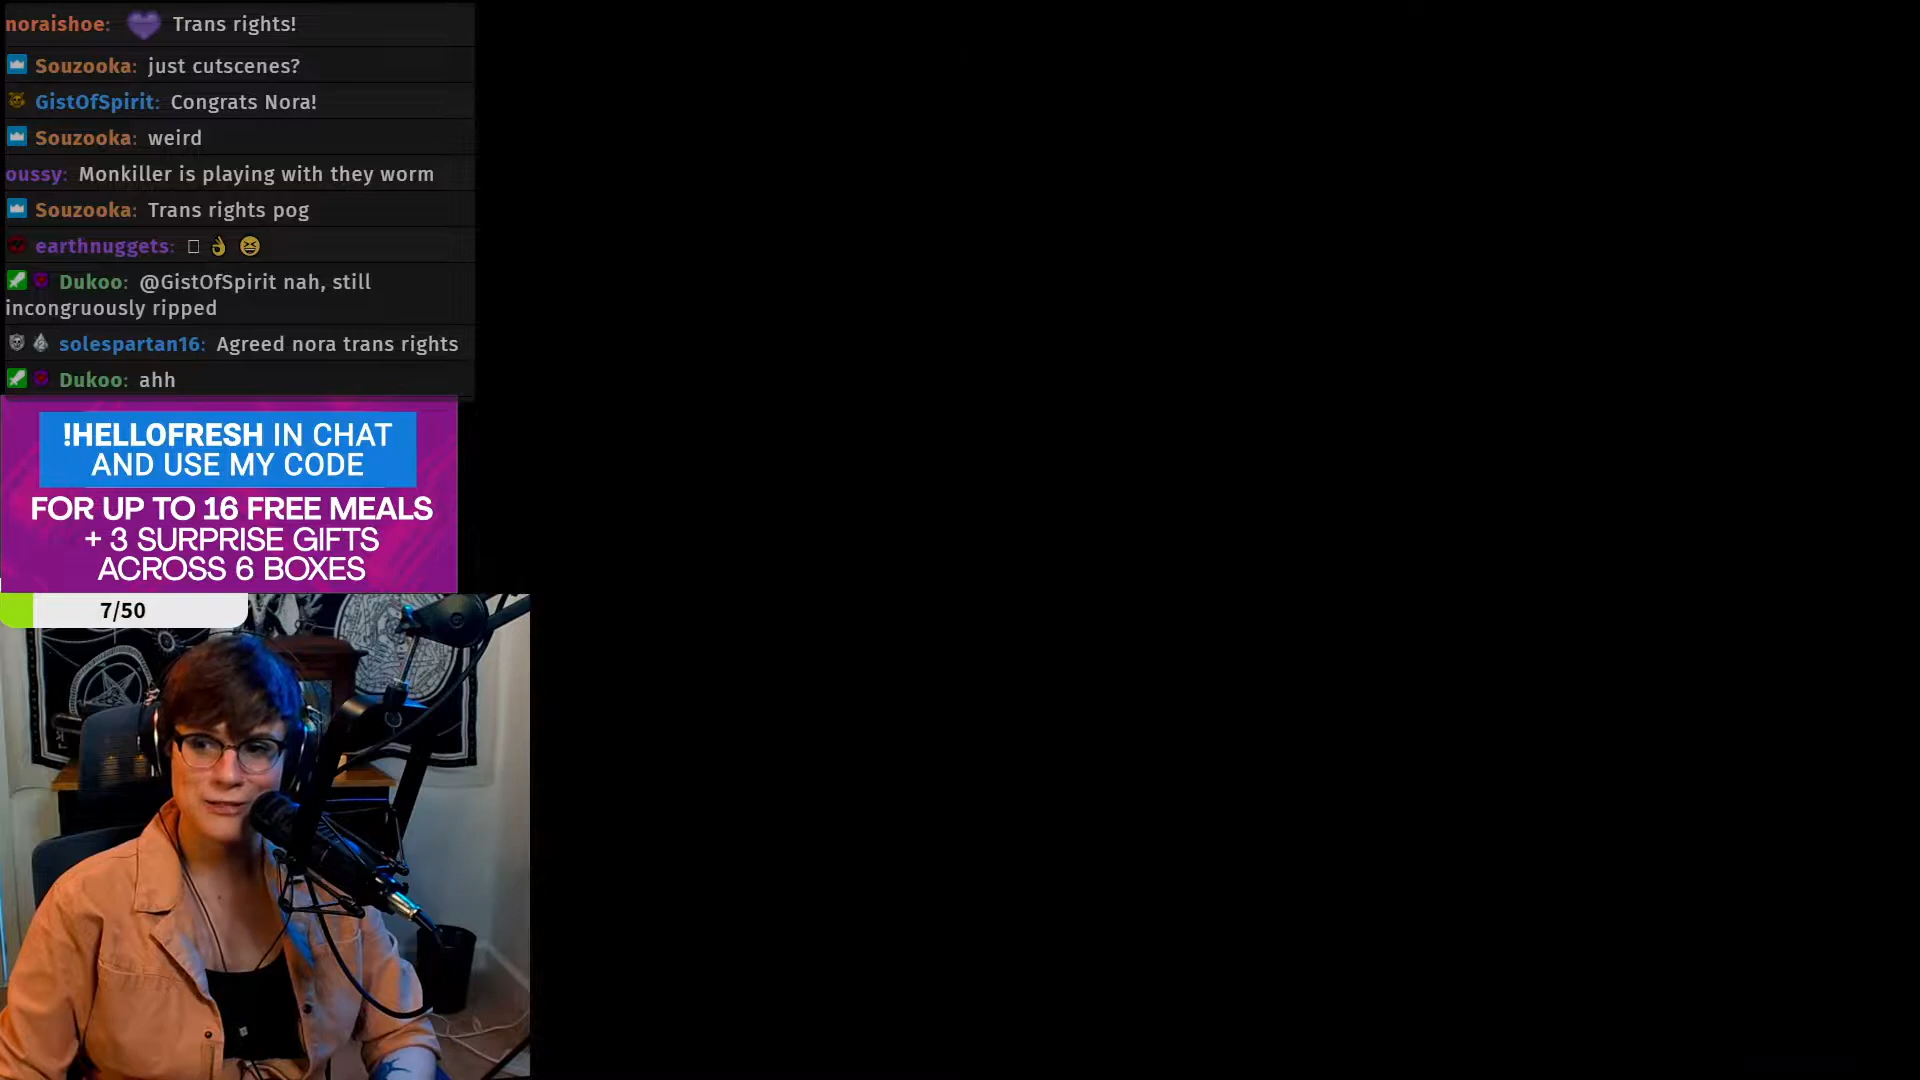 noraishoe: Trans rights!
Souzooka: just cutscenes?
GistOfSpirit: Congrats Nora!
Souzooka: weird
oussy: Monkiller is playing with they worm
Souzooka: Trans rights pog
earthnuggets: 👌 😆
Dukoo: @GistOfSpirit nah, still
incongruously ripped
solespartan16: Agreed nora trans rights
Dukoo: ahh
!HELLOFRESH IN CHAT
AND USE MY CODE
FOR UP TO 16 FREE MEALS
+ 3 SURPRISE GIFTS
ACROSS 6 BOXES
7/50